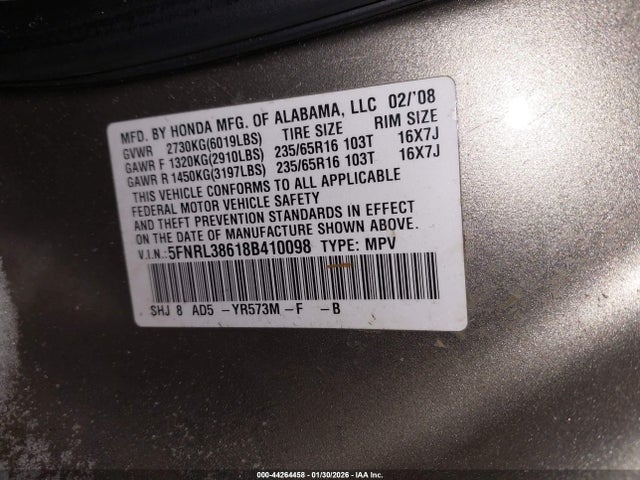 MFD. BY HONDA MFG. OF ALABAMA, LLC 02/'08
GVWR 2730KG(6019LBS) TIRE SIZE RIM SIZE
GAWR F 1320KG(2910LBS) 235/65R16 103T 16X7J
GAWR R 1450KG(3197LBS) 235/65R16 103T 16X7J
THIS VEHICLE CONFORMS TO ALL APPLICABLE
FEDERAL MOTOR VEHICLE SAFETY
AND THEFT PREVENTION STANDARDS IN EFFECT
ON THE DATE OF MANUFACTURE SHOWN ABOVE.
V.I.N.: 5FNRL38618B410098 TYPE: MPV
SHJ 8 AD5 -YR573M -F -B
000-44264458 - 01/30/2026 - IAA Inc.